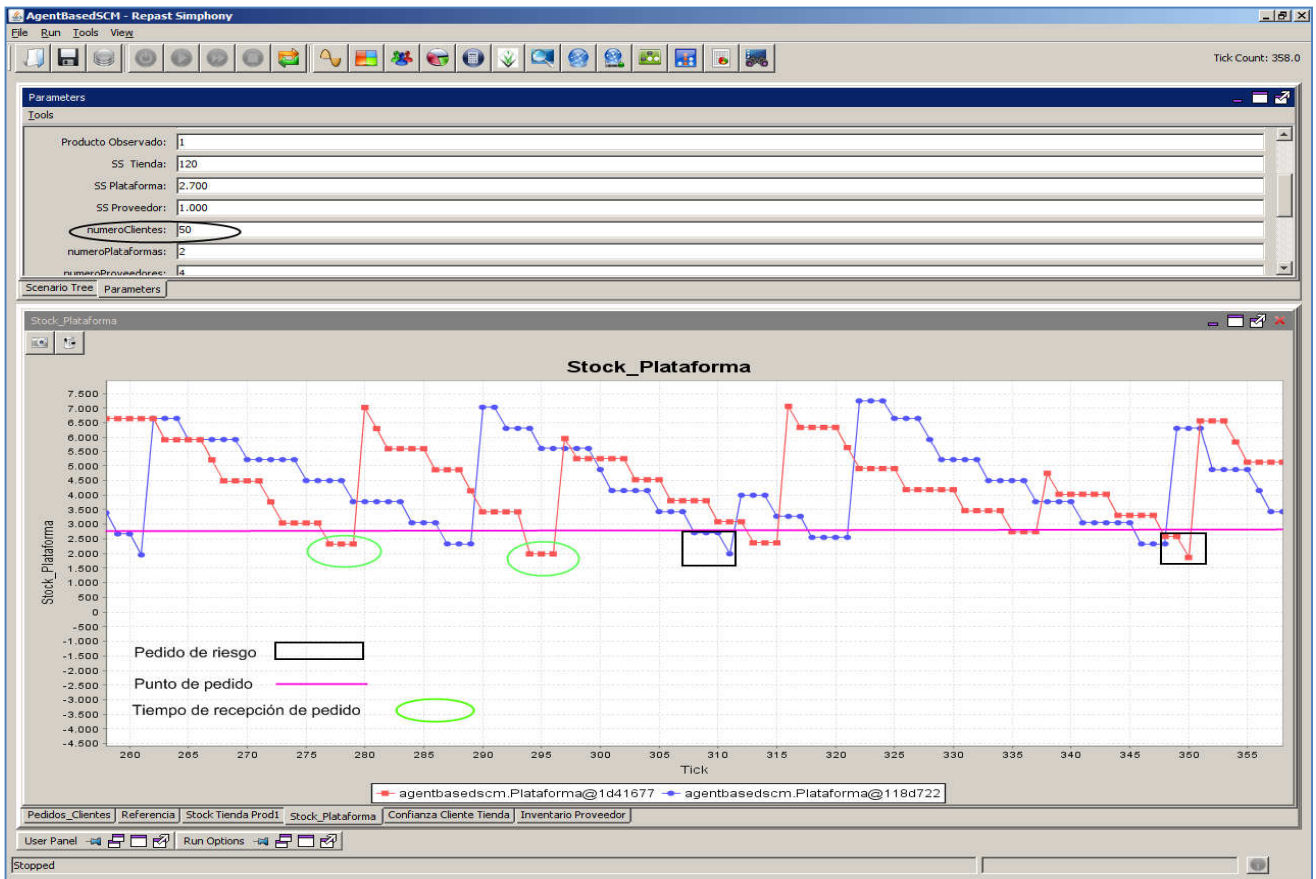 AgentBasedSCM - Repast Simphony
File Run Tools View
Tick Count: 358.0
Parameters
Tools
Producto Observado: 1
SS Tienda: 120
SS Plataforma: 2.700
SS Proveedor: 1.000
numeroClientes: 50
numeroPlataformas: 2
numeroProveedores: 4
Scenario Tree Parameters
Stock_Plataforma
Stock_Plataforma
7.500
7.000
6.500
6.000
5.500
5.000
4.500
4.000
3.500
3.000
2.500
2.000
1.500
1.000
500
0
-500
-1.000
-1.500
-2.000
-2.500
-3.000
-3.500
-4.000
-4.500
Stock_Plataforma
Pedido de riesgo
Punto de pedido
Tiempo de recepción de pedido
260 265 270 275 280 285 290 295 300 305 310 315 320 325 330 335 340 345 350 355
Tick
agentbasedscm.Plataforma@1d41677 agentbasedscm.Plataforma@118d722
Pedidos_Clientes Referencia Stock Tienda Prod1 Stock_Plataforma Confianza Cliente Tienda Inventario Proveedor
User Panel Run Options
Stopped